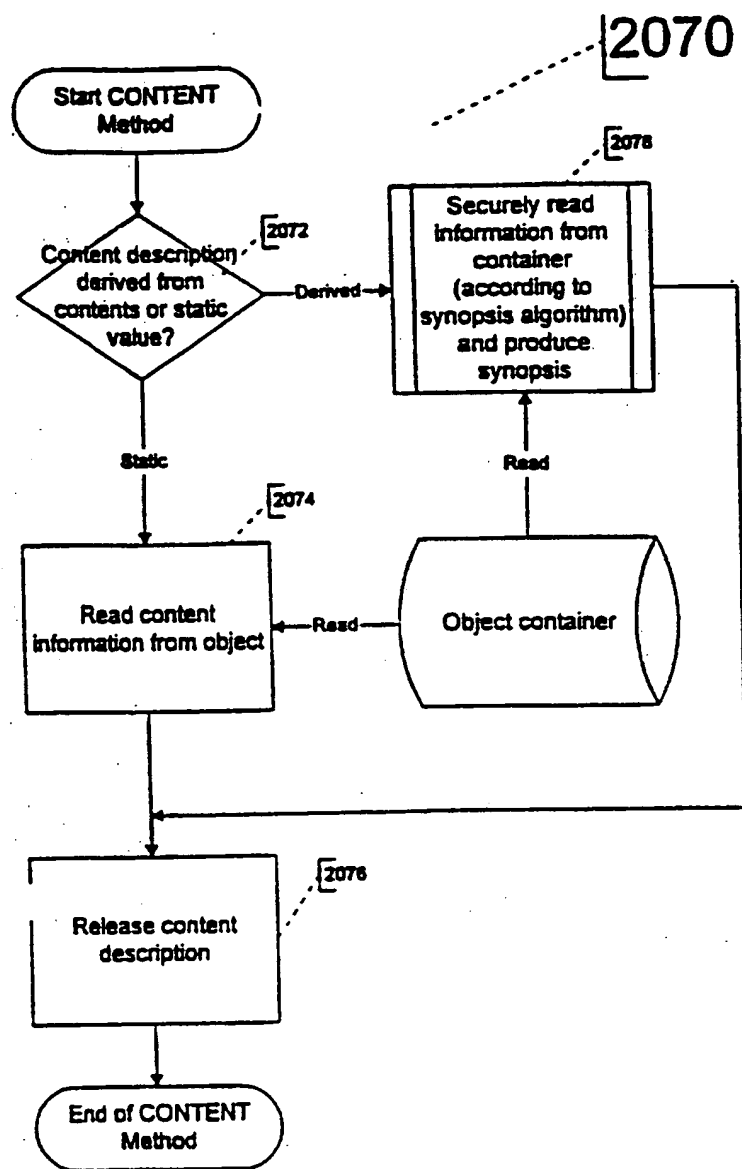 2070
Start CONTENT
Method
2078
2072
Content description
derived from
contents or static
value?
Derived
Securely read
information from
container
(according to
synopsis algorithm)
and produce
synopsis
Static
Read
2074
Read content
information from object
Read
Object container
2076
Release content
description
End of CONTENT
Method